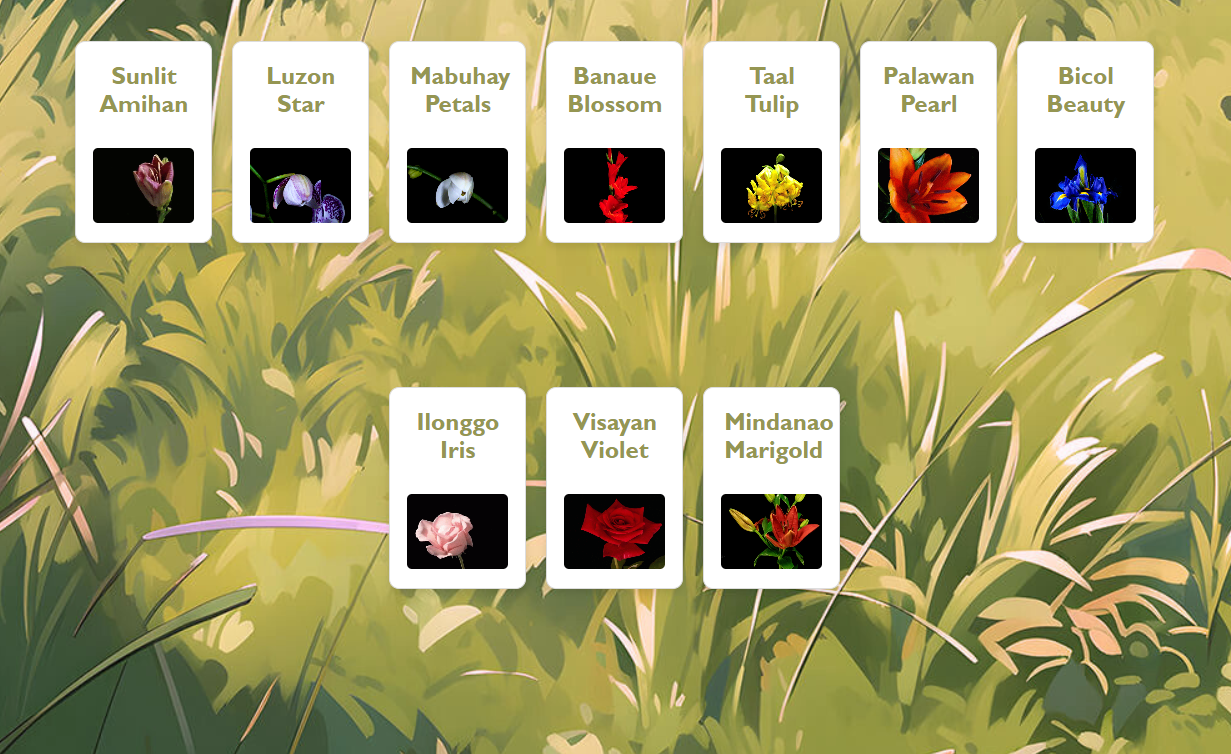 Sunlit
Amihan
Luzon
Star
Mabuhay
Petals
Banaue
Blossom
Taal
Tulip
Palawan
Pearl
Bicol
Beauty
Ilonggo
Iris
Visayan
Violet
Mindanao
Marigold